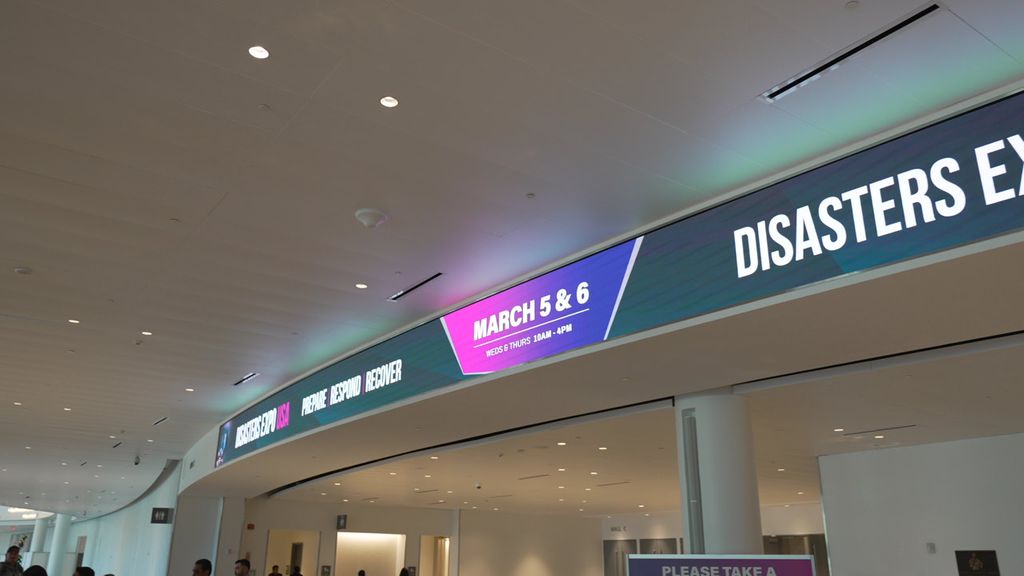 DISASTERS EXPO USA
PREPARE RESPOND RECOVER
MARCH 5 & 6
WEDS & THURS 10AM - 4PM
DISASTERS EX
PLEASE TAKE A